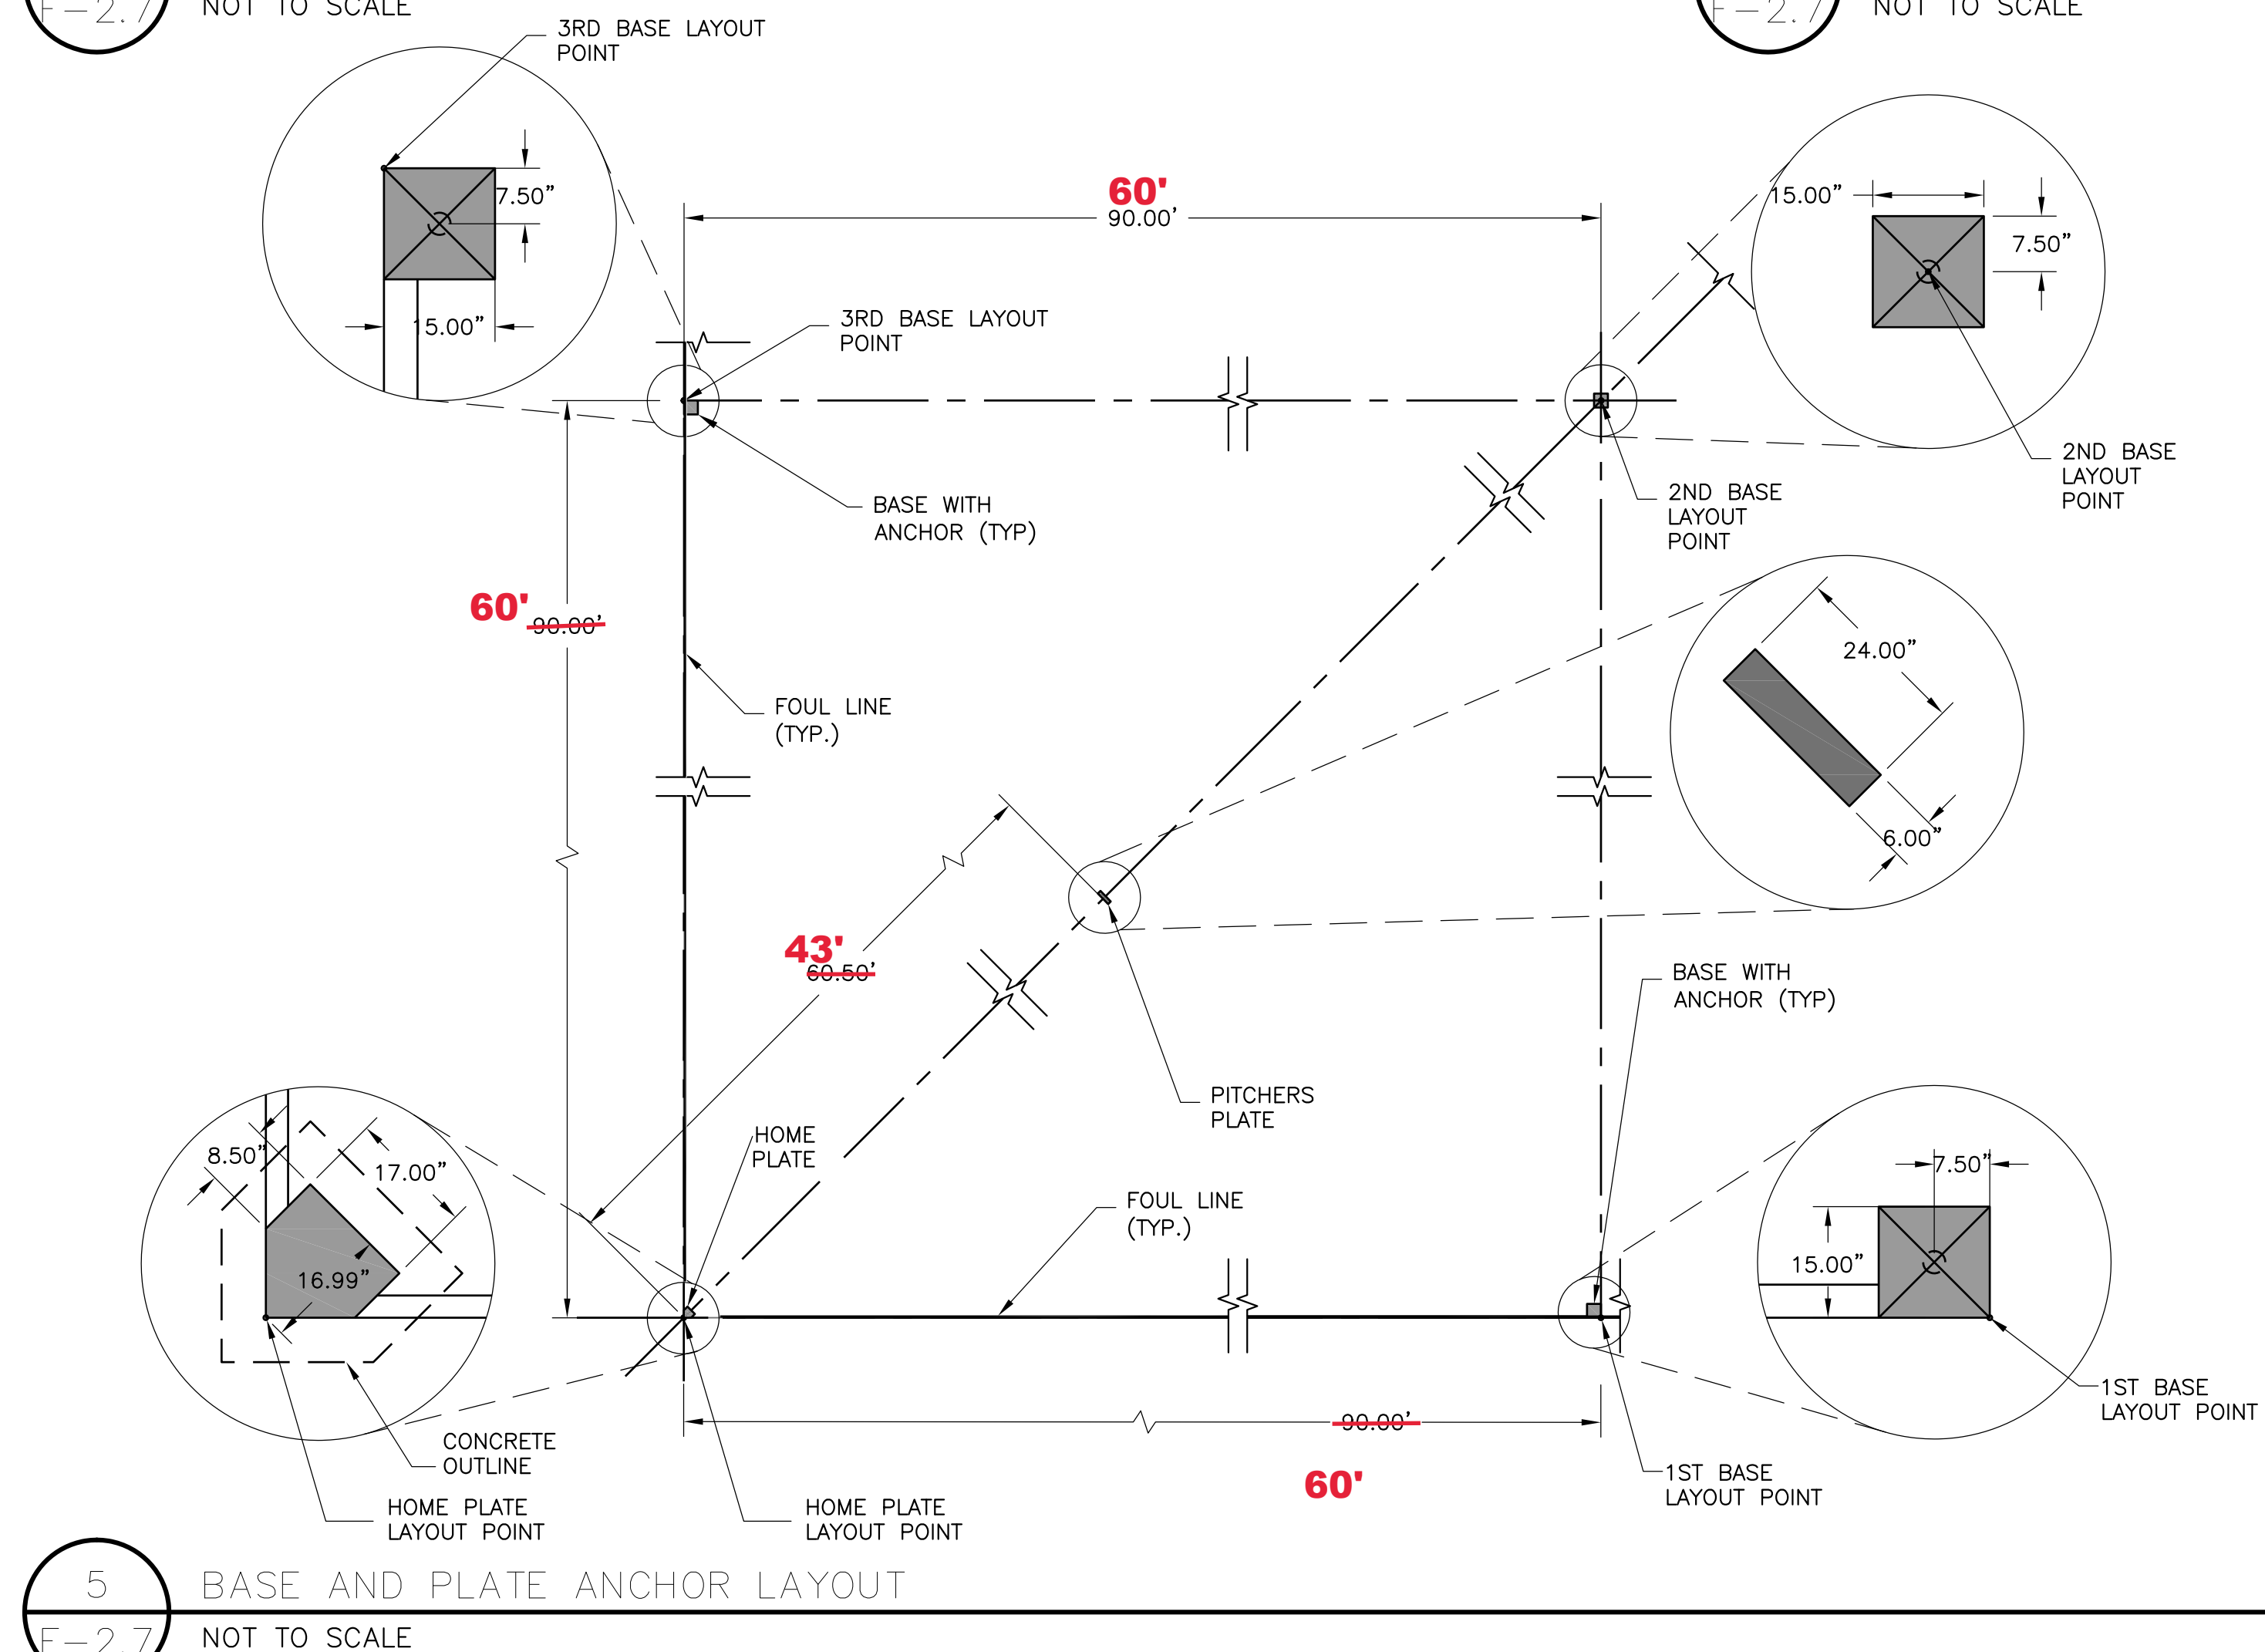 F-2.7
NOT TO SCALE
F-2.7
NOT TO SCALE
3RD BASE LAYOUT
POINT
7.50”
15.00”
60'
90.00’
15.00”
7.50”
3RD BASE LAYOUT
POINT
2ND BASE
LAYOUT
POINT
BASE WITH
ANCHOR (TYP)
2ND BASE
LAYOUT
POINT
60'
90.00’
24.00”
FOUL LINE
(TYP.)
6.00”
43'
60.50’
BASE WITH
ANCHOR (TYP)
PITCHERS
PLATE
HOME
PLATE
8.50”
17.00”
16.99”
FOUL LINE
(TYP.)
7.50”
15.00”
1ST BASE
LAYOUT POINT
90.00’
60'
CONCRETE
OUTLINE
1ST BASE
LAYOUT POINT
HOME PLATE
LAYOUT POINT
HOME PLATE
LAYOUT POINT
5
BASE AND PLATE ANCHOR LAYOUT
F-2.7
NOT TO SCALE